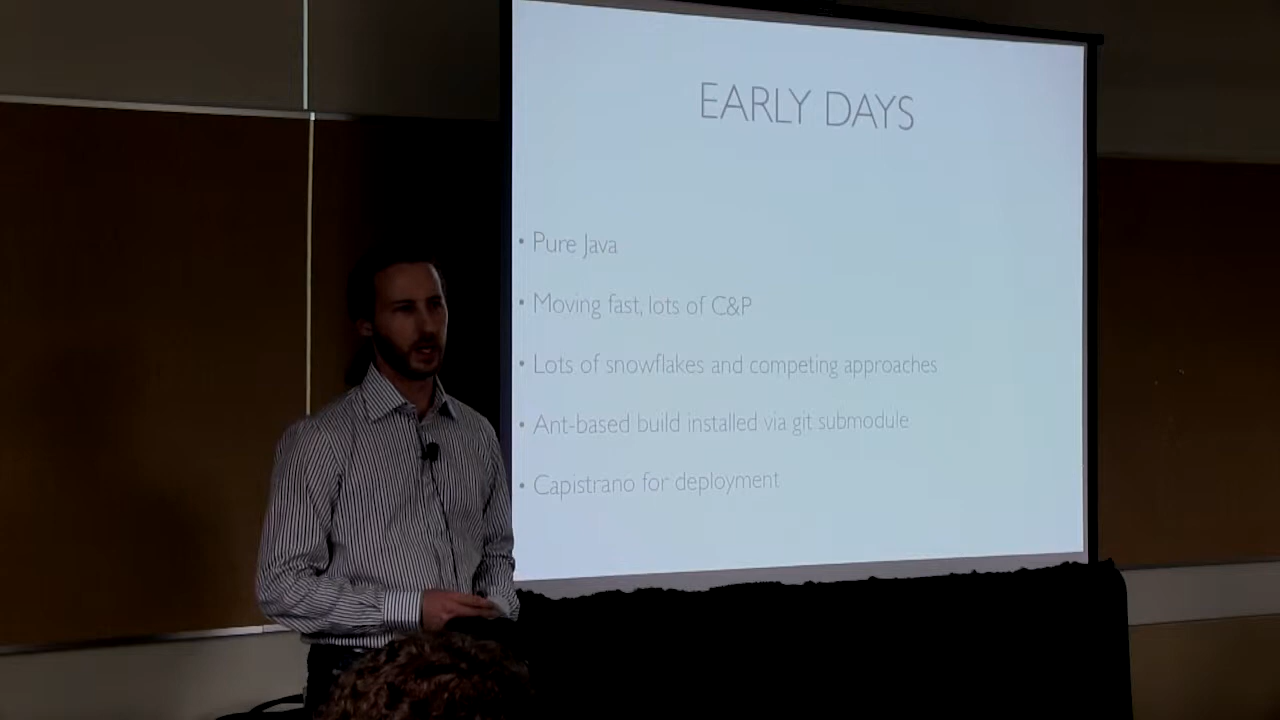 EARLY DAYS
• Pure Java
• Moving fast, lots of C&P
• Lots of snowflakes and competing approaches
• Ant-based build installed via git submodule
• Capistrano for deployment